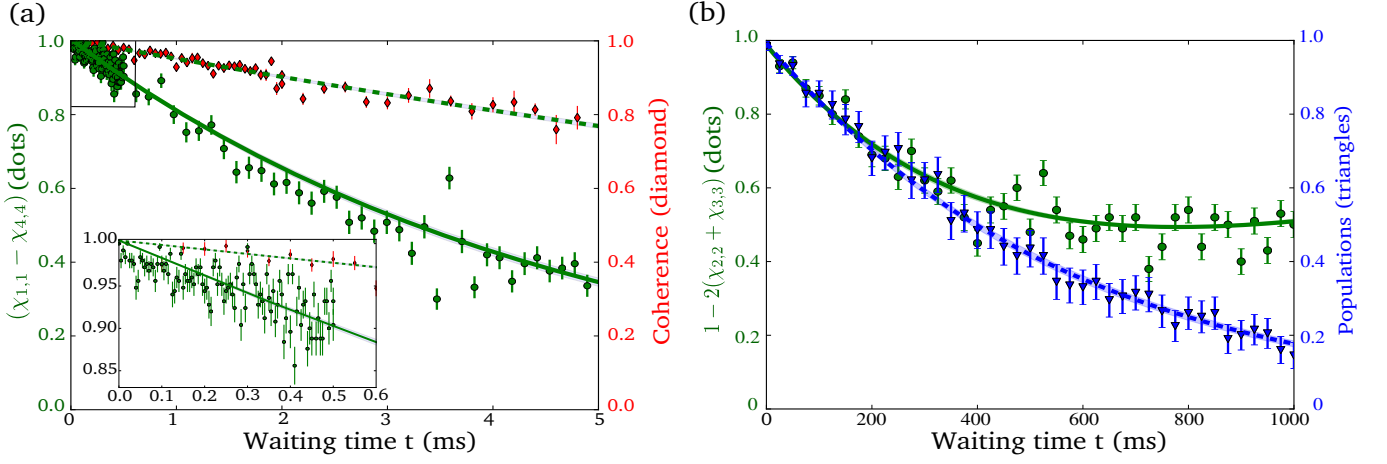 (a)
(b)
1.0
0.8
0.6
0.4
0.2
0.0
(χ1,1 − χ4,4) (dots)
1.0
0.8
0.6
0.4
0.2
0.0
Coherence (diamond)
1.00
0.95
0.90
0.85
0.0 0.1 0.2 0.3 0.4 0.5 0.6
0 1 2 3 4 5
Waiting time t (ms)
1.0
0.8
0.6
0.4
0.2
0.0
1 − 2(χ2,2 + χ3,3) (dots)
1.0
0.8
0.6
0.4
0.2
0
Populations (triangles)
0 200 400 600 800 1000
Waiting time t (ms)